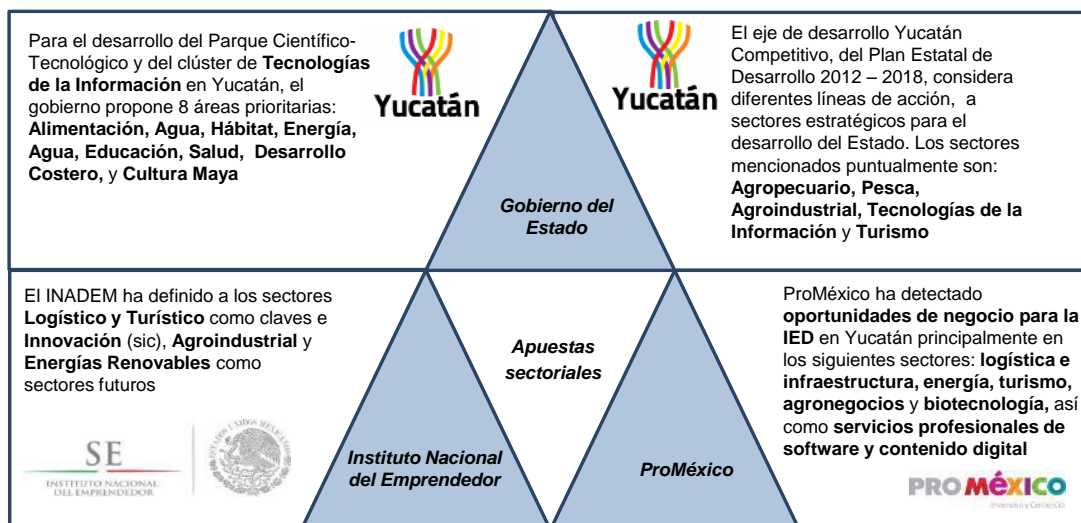 Para el desarrollo del Parque Científico-
Tecnológico y del clúster de Tecnologías
de la Información en Yucatán, el
gobierno propone 8 áreas prioritarias:
Alimentación, Agua, Hábitat, Energía,
Agua, Educación, Salud, Desarrollo
Costero, y Cultura Maya
Yucatán
Yucatán
El eje de desarrollo Yucatán
Competitivo, del Plan Estatal de
Desarrollo 2012 – 2018, considera
diferentes líneas de acción, a
sectores estratégicos para el
desarrollo del Estado. Los sectores
mencionados puntualmente son:
Agropecuario, Pesca,
Agroindustrial, Tecnologías de la
Información y Turismo
Gobierno del
Estado
El INADEM ha definido a los sectores
Logístico y Turístico como claves e
Innovación (sic), Agroindustrial y
Energías Renovables como
sectores futuros
SE
INSTITUTO NACIONAL
DEL EMPRENDEDOR
ESTADOS UNIDOS MEXICANOS
Instituto Nacional
del Emprendedor
Apuestas
sectoriales
ProMéxico
ProMéxico ha detectado
oportunidades de negocio para la
IED en Yucatán principalmente en
los siguientes sectores: logística e
infraestructura, energía, turismo,
agronegocios y biotecnología, así
como servicios profesionales de
software y contenido digital
PROMÉXICO
Inversión y Comercio